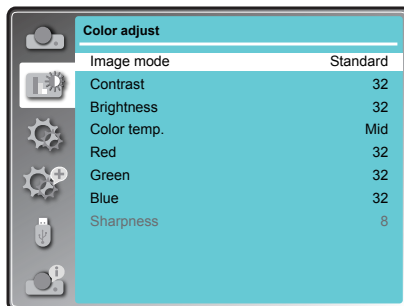 Color adjust
Image mode Standard
Contrast 32
Brightness 32
Color temp. Mid
Red 32
Green 32
Blue 32
Sharpness 8